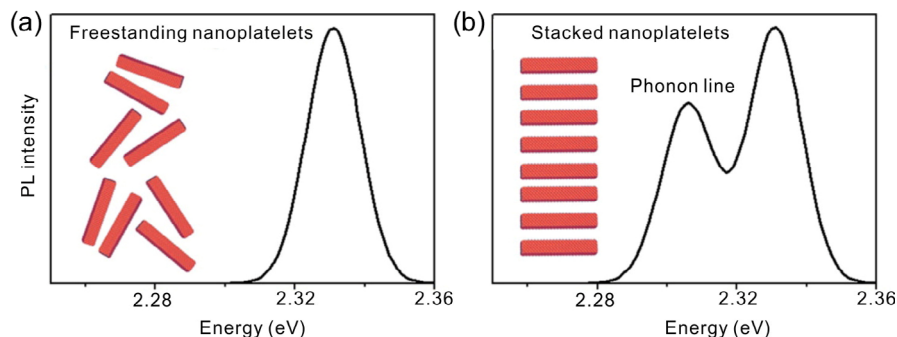 (a)
Freestanding nanoplatelets
PL intensity
2.28
2.32
2.36
Energy (eV)
(b)
Stacked nanoplatelets
Phonon line
2.28
2.32
2.36
Energy (eV)